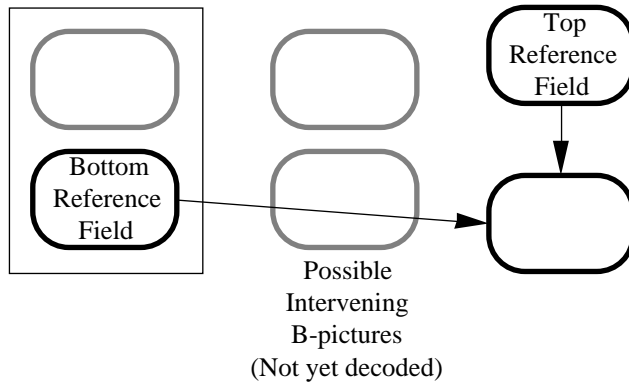 Top
Reference
Field
Bottom
Reference
Field
Possible
Intervening
B-pictures
(Not yet decoded)